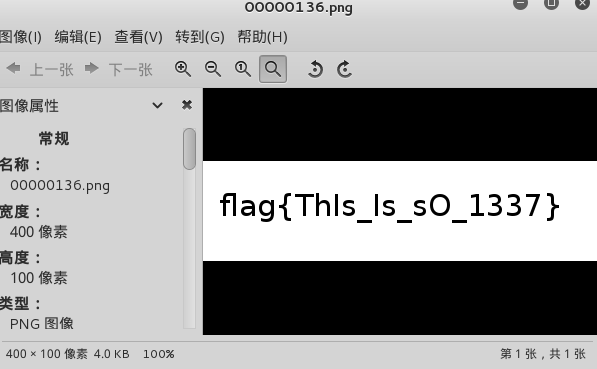 00000136.png
图像(I) 编辑(E) 查看(V) 转到(G) 帮助(H)
上一张 下一张
图像属性
常规
名称：
00000136.png
宽度：
400 像素
高度：
100 像素
类型：
PNG 图像
flag{ThIs_Is_sO_1337}
400 × 100 像素 4.0 KB 100%
第 1 张，共 1 张